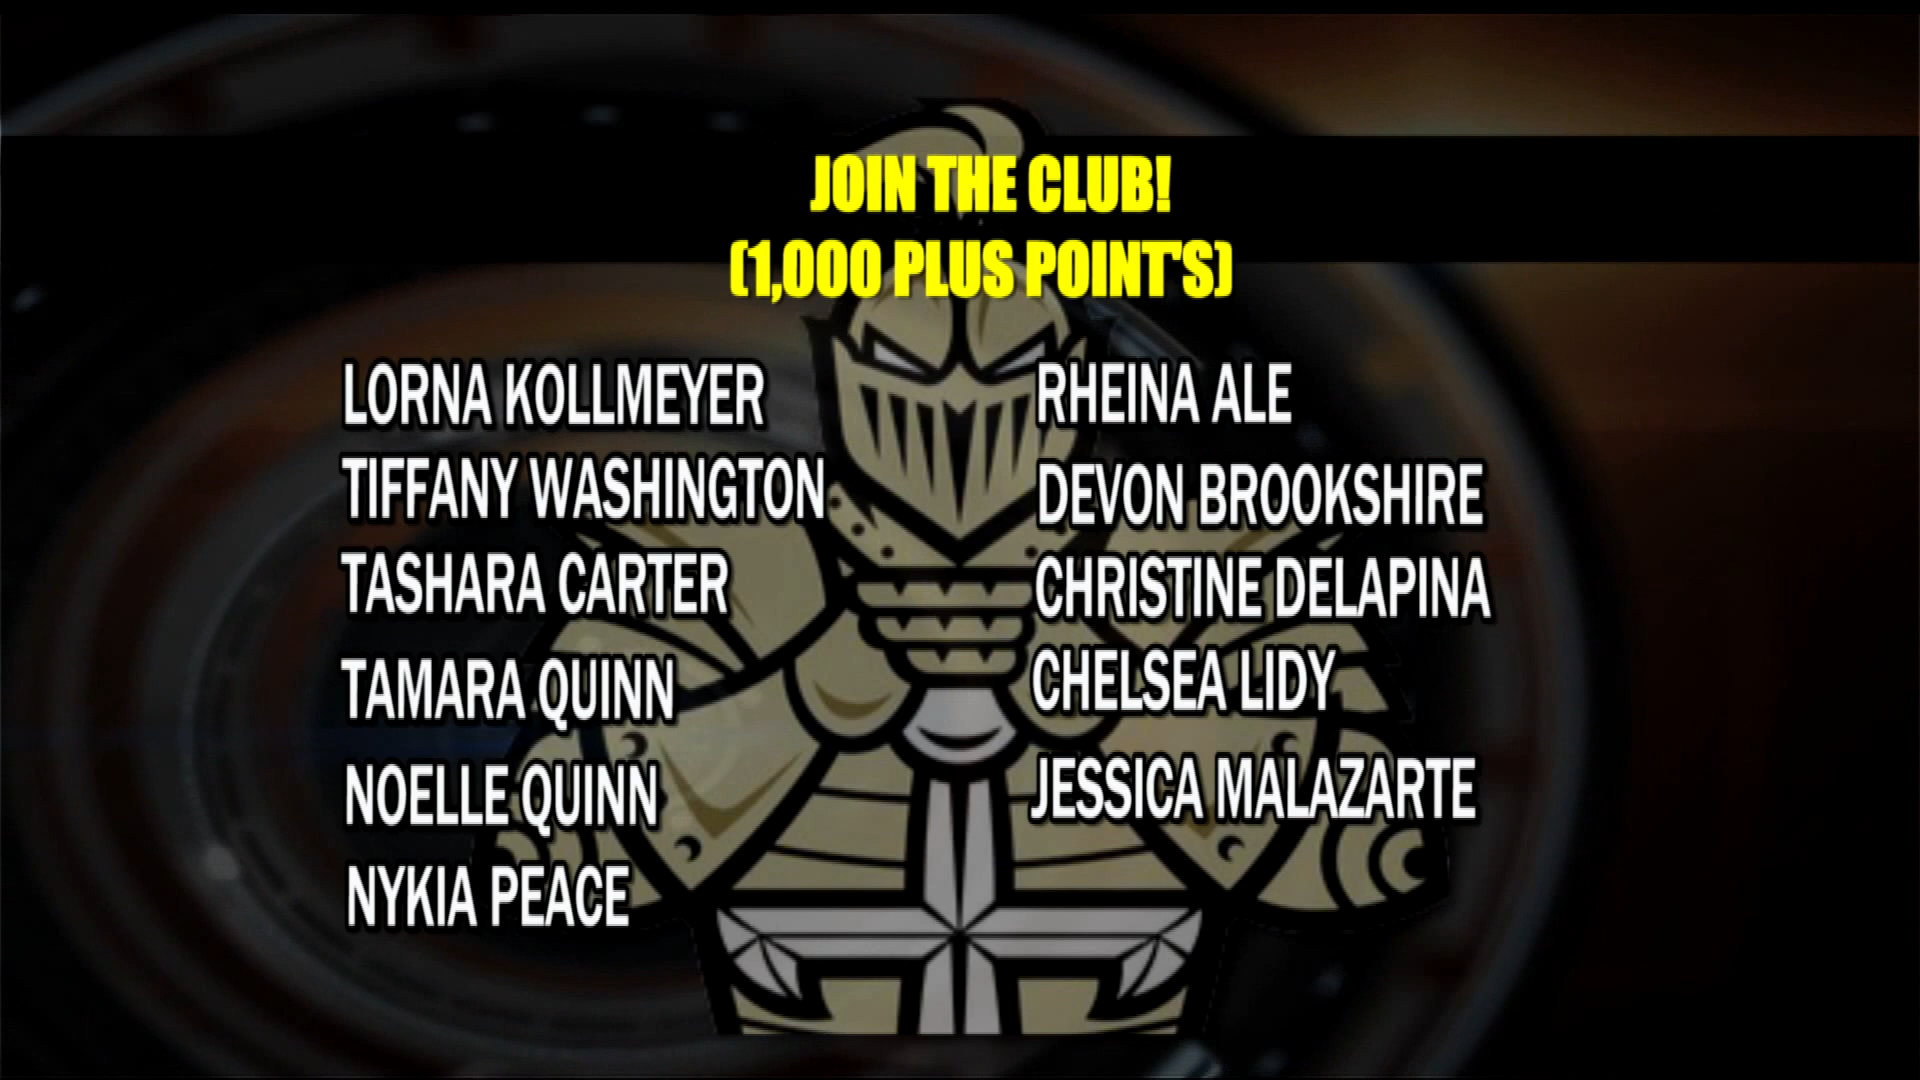 JOIN THE CLUB!
(1,000 PLUS POINT'S)
LORNA KOLLMEYER
TIFFANY WASHINGTON
TASHARA CARTER
TAMARA QUINN
NOELLE QUINN
NYKIA PEACE
RHEINA ALE
DEVON BROOKSHIRE
CHRISTINE DELAPINA
CHELSEA LIDY
JESSICA MALAZARTE